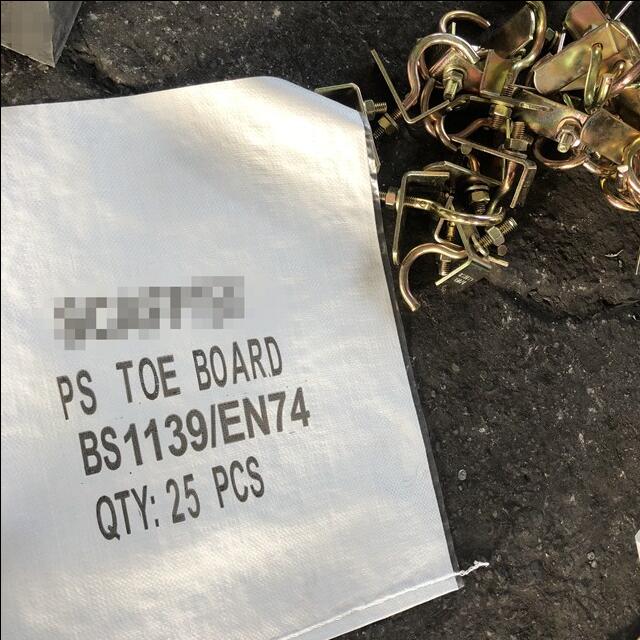 PS TOE BOARD
BS1139/EN74
QTY: 25 PCS